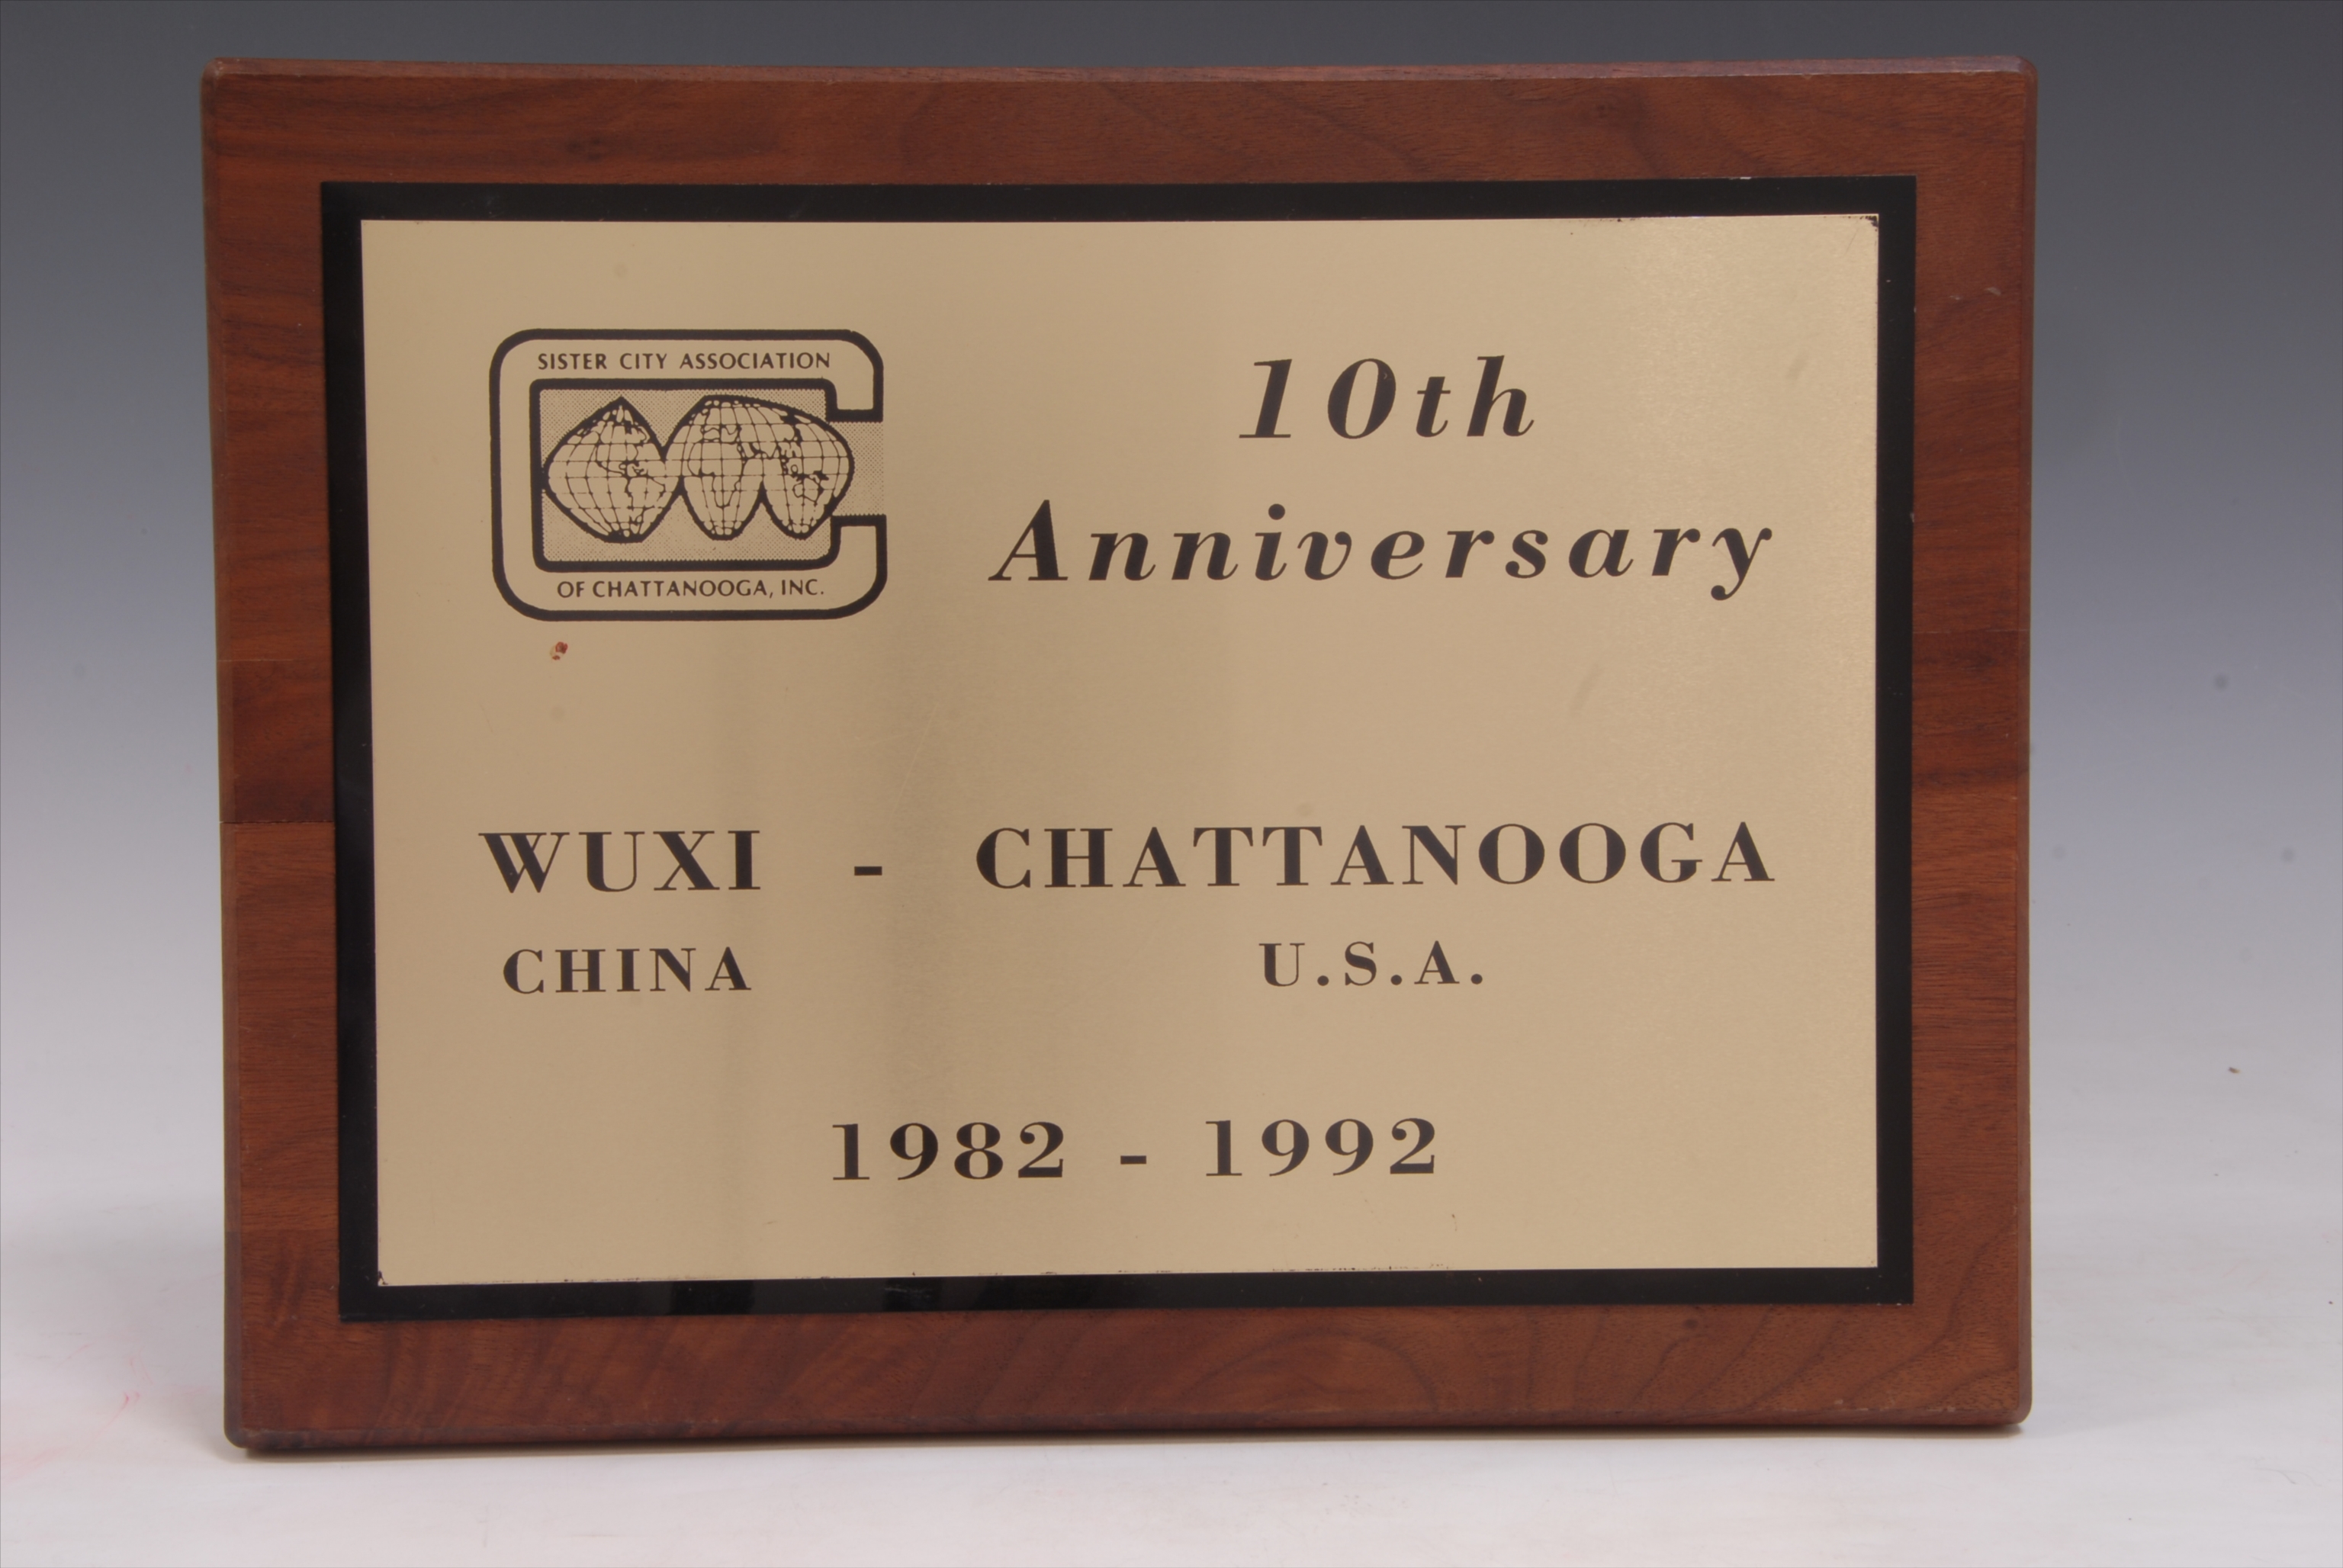 SISTER CITY ASSOCIATION
OF CHATTANOOGA, INC.
10th
Anniversary
WUXI - CHATTANOOGA
CHINA U.S.A.
1982 - 1992